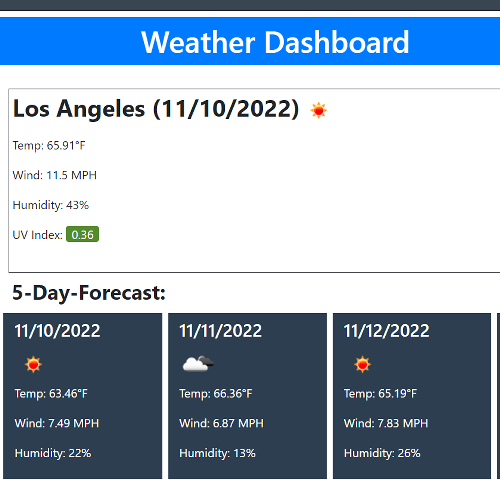 Weather Dashboard
Los Angeles (11/10/2022)
Temp: 65.91°F
Wind: 11.5 MPH
Humidity: 43%
UV Index: 0.36
5-Day-Forecast:
11/10/2022
Temp: 63.46°F
Wind: 7.49 MPH
Humidity: 22%
11/11/2022
Temp: 66.36°F
Wind: 6.87 MPH
Humidity: 13%
11/12/2022
Temp: 65.19°F
Wind: 7.83 MPH
Humidity: 26%